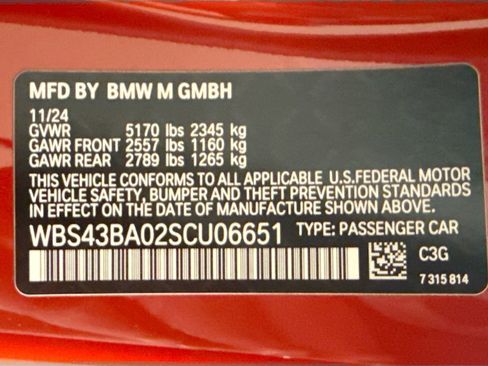 MFD BY BMW M GMBH
11/24
GVWR 5170 lbs 2345 kg
GAWR FRONT 2557 lbs 1160 kg
GAWR REAR 2789 lbs 1265 kg
THIS VEHICLE CONFORMS TO ALL APPLICABLE U.S.FEDERAL MOTOR
VEHICLE SAFETY, BUMPER AND THEFT PREVENTION STANDARDS
IN EFFECT ON THE DATE OF MANUFACTURE SHOWN ABOVE.
WBS43BA02SCU06651 TYPE: PASSENGER CAR
C3G
7 315 814